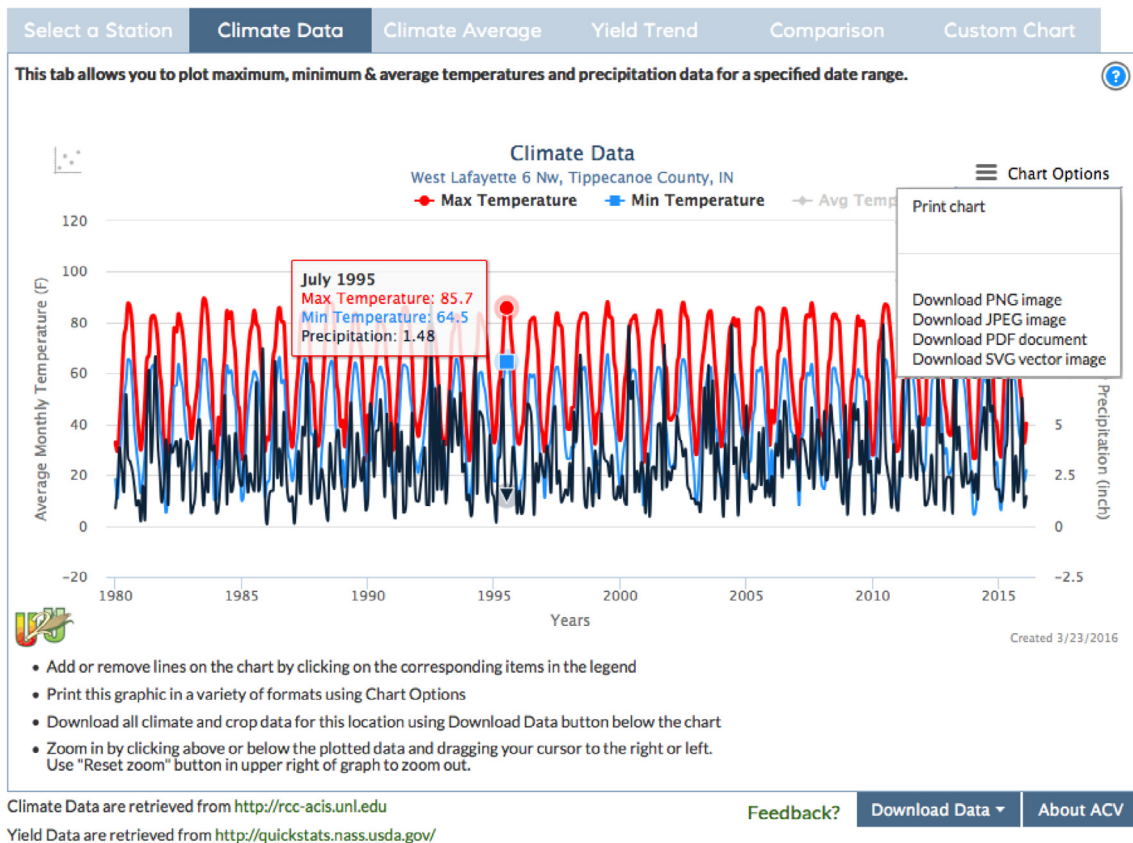 Select a Station Climate Data Climate Average Yield Trend Comparison Custom Chart
This tab allows you to plot maximum, minimum & average temperatures and precipitation data for a specified date range.
?
Climate Data
West Lafayette 6 Nw, Tippecanoe County, IN
Chart Options
Max Temperature Min Temperature Avg Temp
Print chart
Download PNG image
Download JPEG image
Download PDF document
Download SVG vector image
July 1995
Max Temperature: 85.7
Min Temperature: 64.5
Precipitation: 1.48
Average Monthly Temperature (F)
120
100
80
60
40
20
0
−20
Precipitation (inch)
5
2.5
0
−2.5
1980 1985 1990 1995 2000 2005 2010 2015
Years
U2U
Created 3/23/2016
• Add or remove lines on the chart by clicking on the corresponding items in the legend
• Print this graphic in a variety of formats using Chart Options
• Download all climate and crop data for this location using Download Data button below the chart
• Zoom in by clicking above or below the plotted data and dragging your cursor to the right or left.
Use "Reset zoom" button in upper right of graph to zoom out.
Climate Data are retrieved from http://rcc-acis.unl.edu
Yield Data are retrieved from http://quickstats.nass.usda.gov/
Feedback? Download Data About ACV